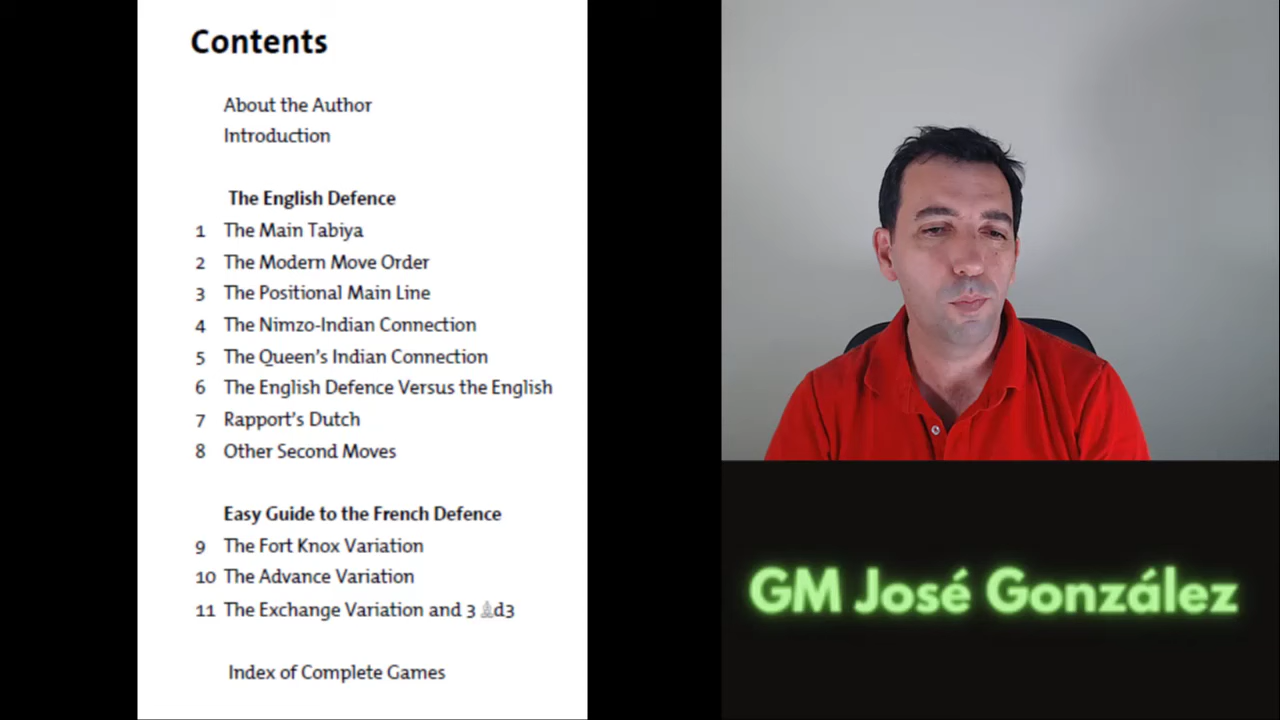 Contents
About the Author
Introduction
The English Defence
1 The Main Tabiya
2 The Modern Move Order
3 The Positional Main Line
4 The Nimzo-Indian Connection
5 The Queen's Indian Connection
6 The English Defence Versus the English
7 Rapport's Dutch
8 Other Second Moves
Easy Guide to the French Defence
9 The Fort Knox Variation
10 The Advance Variation
11 The Exchange Variation and 3 ♗d3
Index of Complete Games
GM José González